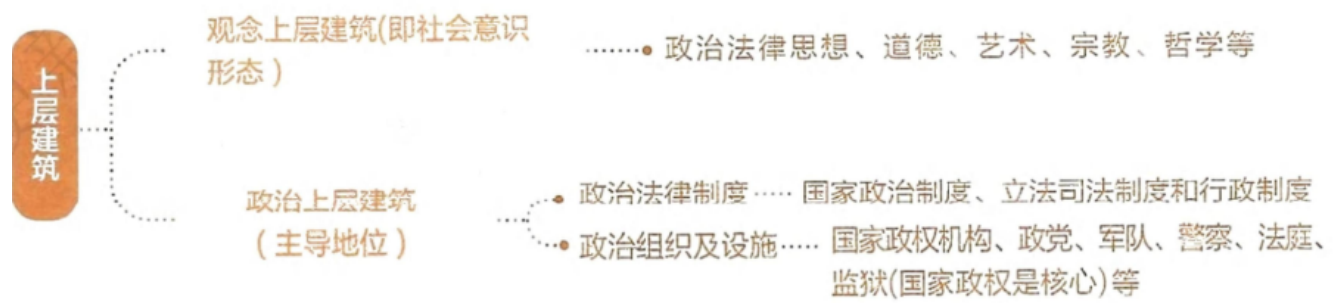 上层建筑
观念上层建筑(即社会意识
形态)
政治法律思想、道德、艺术、宗教、哲学等
政治上层建筑
(主导地位)
政治法律制度
国家政治制度、立法司法制度和行政制度
政治组织及设施
国家政权机构、政党、军队、警察、法庭、
监狱(国家政权是核心)等